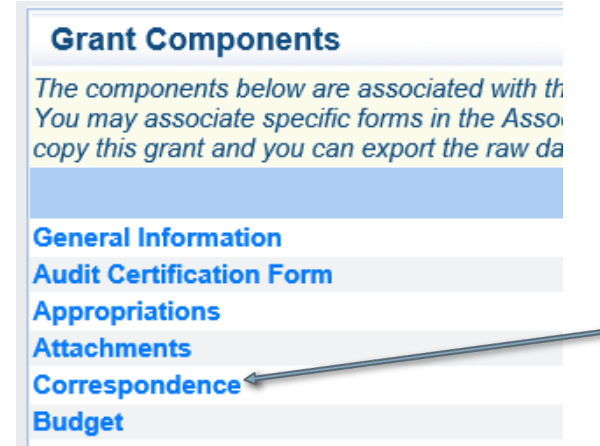 Grant Components
The components below are associated with th
You may associate specific forms in the Asso
copy this grant and you can export the raw da
General Information
Audit Certification Form
Appropriations
Attachments
Correspondence
Budget